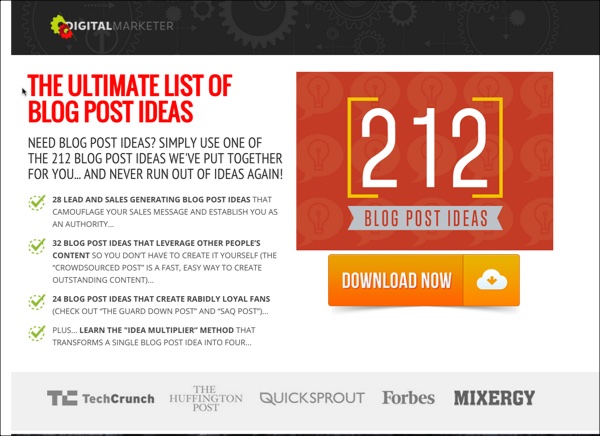 DIGITALMARKETER
THE ULTIMATE LIST OF
BLOG POST IDEAS
NEED BLOG POST IDEAS? SIMPLY USE ONE OF
THE 212 BLOG POST IDEAS WE'VE PUT TOGETHER
FOR YOU... AND NEVER RUN OUT OF IDEAS AGAIN!
28 LEAD AND SALES GENERATING BLOG POST IDEAS THAT
CAMOUFLAGE YOUR SALES MESSAGE AND ESTABLISH YOU AS
AN AUTHORITY...
32 BLOG POST IDEAS THAT LEVERAGE OTHER PEOPLE'S
CONTENT SO YOU DON'T HAVE TO CREATE IT YOURSELF (THE
"CROWDSOURCED POST" IS A FAST, EASY WAY TO CREATE
OUTSTANDING CONTENT)...
24 BLOG POST IDEAS THAT CREATE RABIDLY LOYAL FANS
(CHECK OUT "THE GUARD DOWN POST" AND "SAQ POST")...
PLUS... LEARN THE "IDEA MULTIPLIER" METHOD THAT
TRANSFORMS A SINGLE BLOG POST IDEA INTO FOUR...
212
BLOG POST IDEAS
DOWNLOAD NOW
TC TechCrunch
THE
HUFFINGTON
POST
QUICKSPROUT
Forbes
MIXERGY